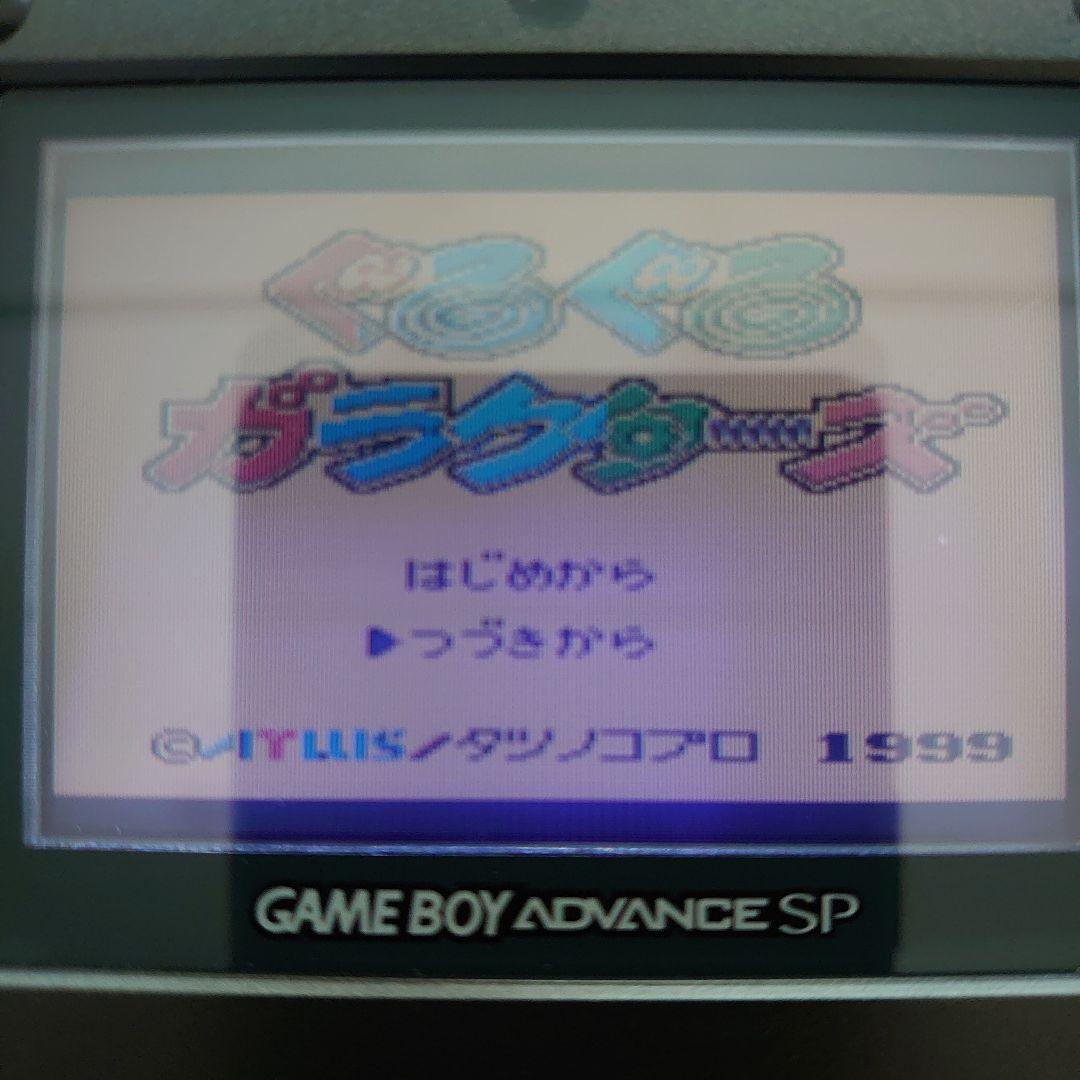 ぐるぐる
ガラクターズ
はじめから
▶つづきから
©ATLUS/タツノコプロ 1999
GAME BOY ADVANCE SP